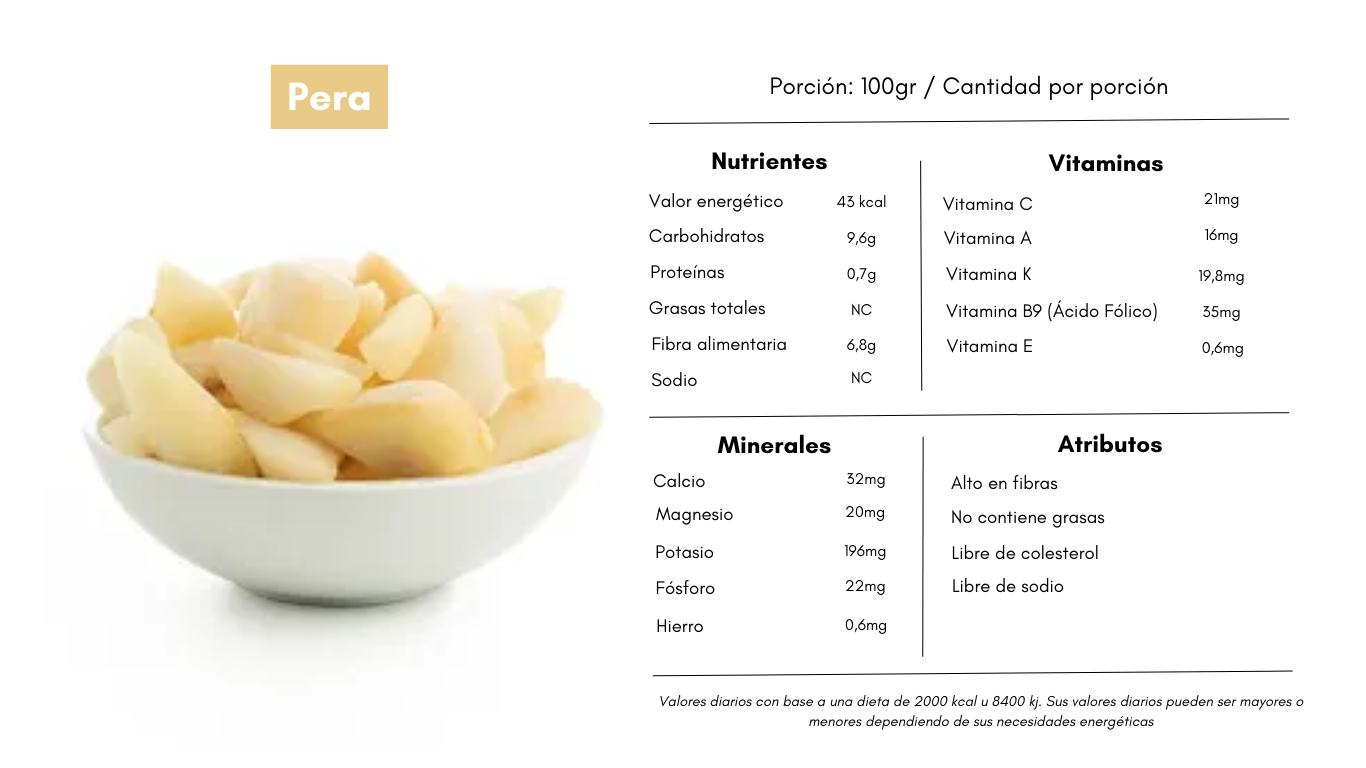 Pera
Porción: 100gr / Cantidad por porción
Nutrientes
Valor energético 43 kcal
Carbohidratos 9,6g
Proteínas 0,7g
Grasas totales NC
Fibra alimentaria 6,8g
Sodio NC
Vitaminas
Vitamina C 21mg
Vitamina A 16mg
Vitamina K 19,8mg
Vitamina B9 (Ácido Fólico) 35mg
Vitamina E 0,6mg
Minerales
Calcio 32mg
Magnesio 20mg
Potasio 196mg
Fósforo 22mg
Hierro 0,6mg
Atributos
Alto en fibras
No contiene grasas
Libre de colesterol
Libre de sodio
Valores diarios con base a una dieta de 2000 kcal u 8400 kj. Sus valores diarios pueden ser mayores o
menores dependiendo de sus necesidades energéticas